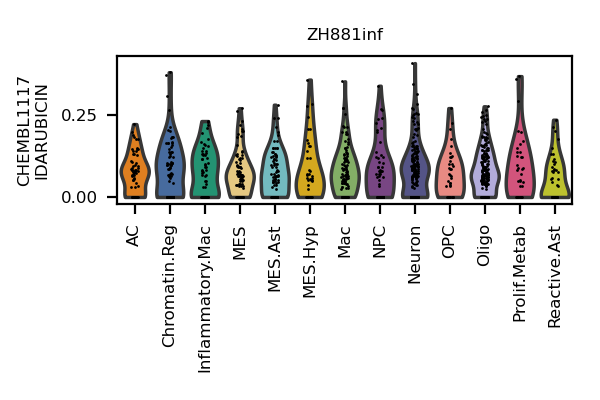 ZH881inf
CHEMBL1117
IDARUBICIN
0.25
0.00
AC
Chromatin.Reg
Inflammatory.Mac
MES
MES.Ast
MES.Hyp
Mac
NPC
Neuron
OPC
Oligo
Prolif.Metab
Reactive.Ast